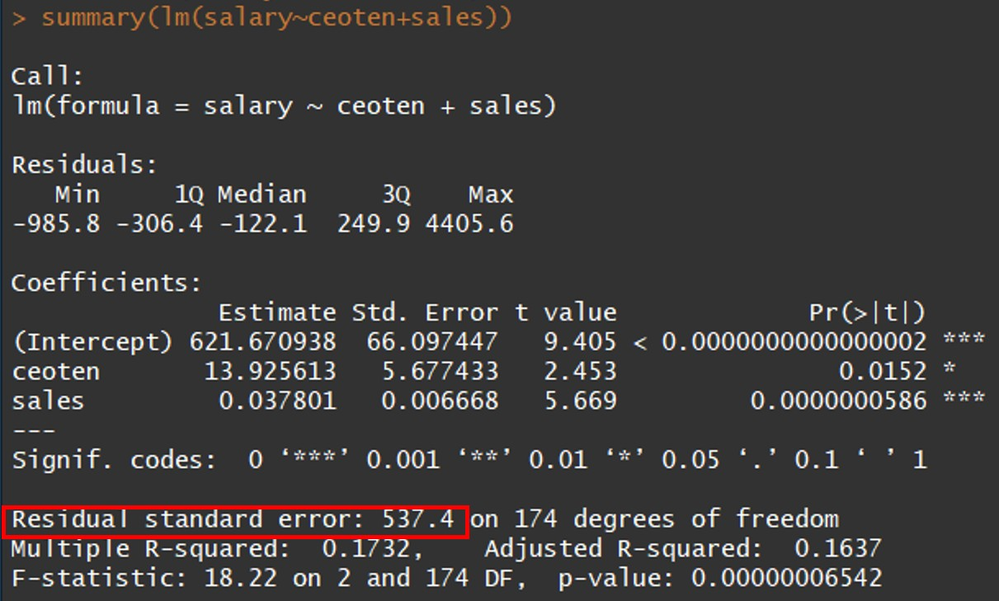 > summary(lm(salary~ceoten+sales))
Call:
lm(formula = salary ~ ceoten + sales)
Residuals:
Min 1Q Median 3Q Max
-985.8 -306.4 -122.1 249.9 4405.6
Coefficients:
Estimate Std. Error t value Pr(>|t|)
(Intercept) 621.670938 66.097447 9.405 < 0.0000000000000002 ***
ceoten 13.925613 5.677433 2.453 0.0152 *
sales 0.037801 0.006668 5.669 0.0000000586 ***
---
Signif. codes: 0 ‘***’ 0.001 ‘**’ 0.01 ‘*’ 0.05 ‘.’ 0.1 ‘ ’ 1
Residual standard error: 537.4 on 174 degrees of freedom
Multiple R-squared: 0.1732, Adjusted R-squared: 0.1637
F-statistic: 18.22 on 2 and 174 DF, p-value: 0.00000006542